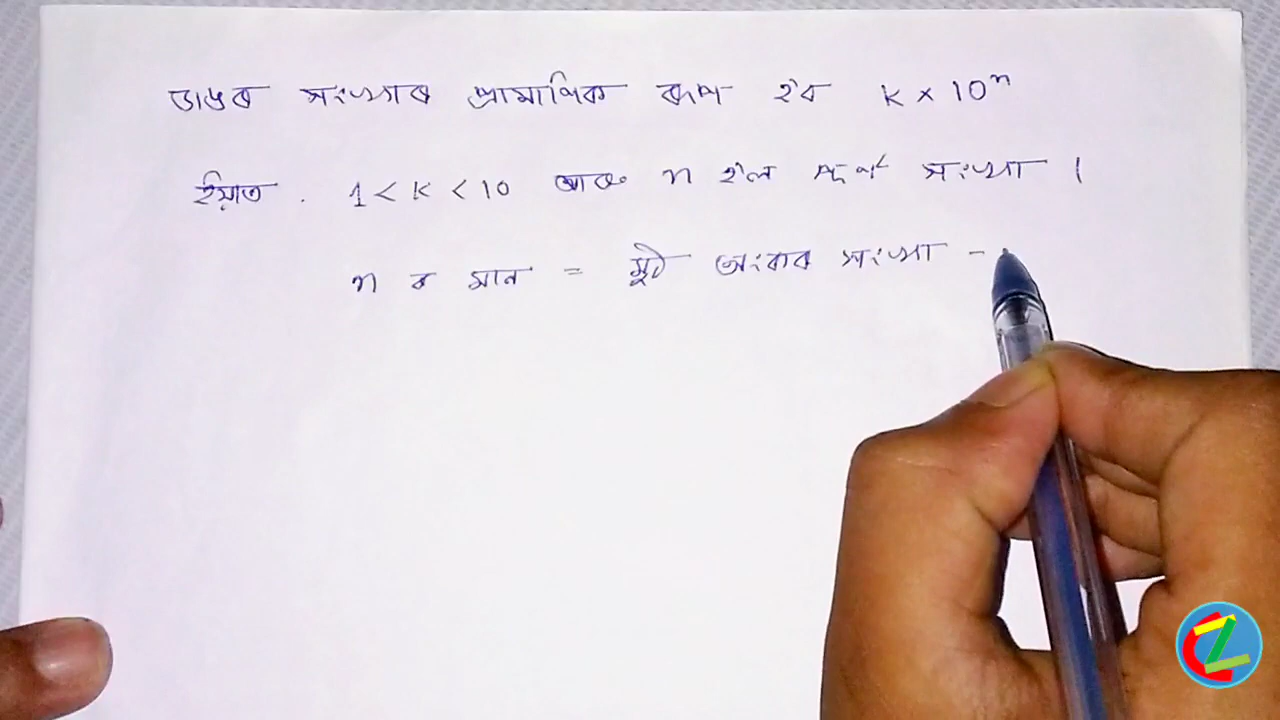 ডাঙৰ সংখ্যাৰ প্ৰামাণিক ৰূপ হ'ব k × 10ⁿ
ইয়াত . 1 < k < 10 আৰু n হ'ল পূৰ্ণ সংখ্যা ।
n ৰ মান = মুঠ অংকৰ সংখ্যা -